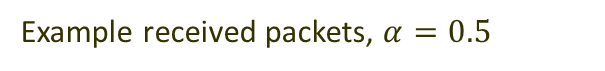 Example received packets, 𝛼 = 0.5